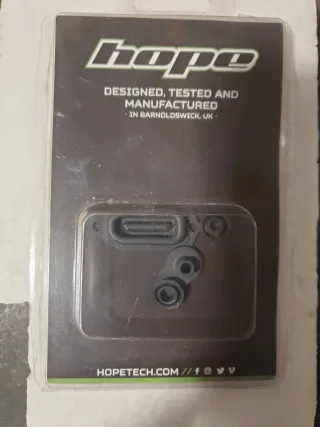 hope
DESIGNED, TESTED AND
MANUFACTURED
· IN BARNOLDSWICK, UK ·
HOPETECH.COM //